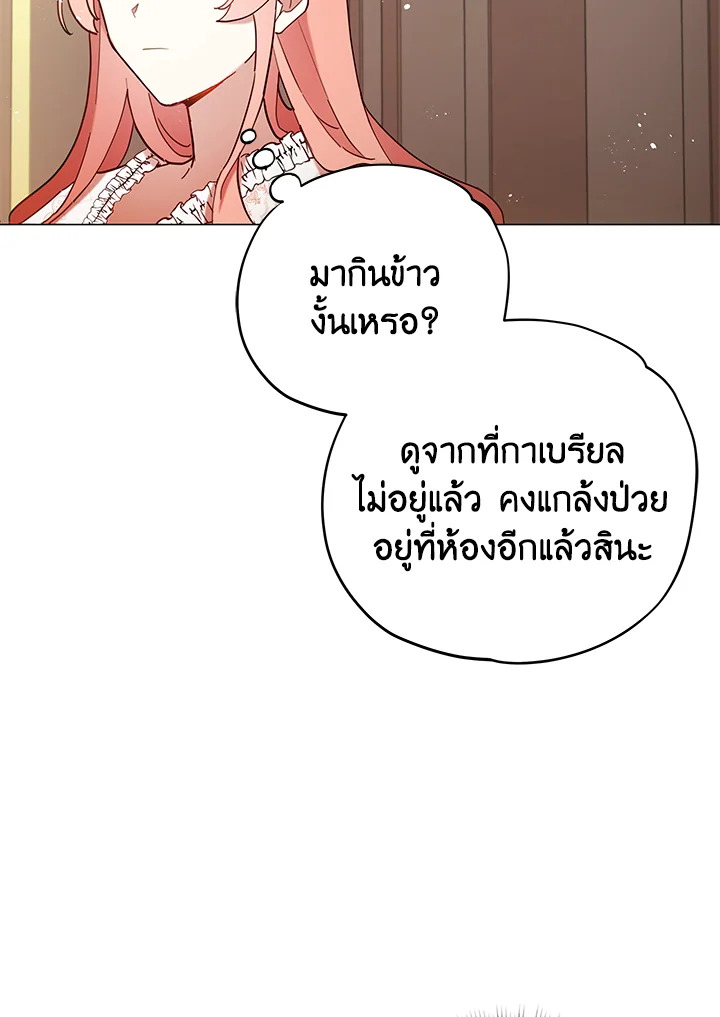 มากินข้าว
งั้นเหรอ?
ดูจากที่กาเบรียล
ไม่อยู่แล้ว คงแกล้งป่วย
อยู่ที่ห้องอีกแล้วสินะ